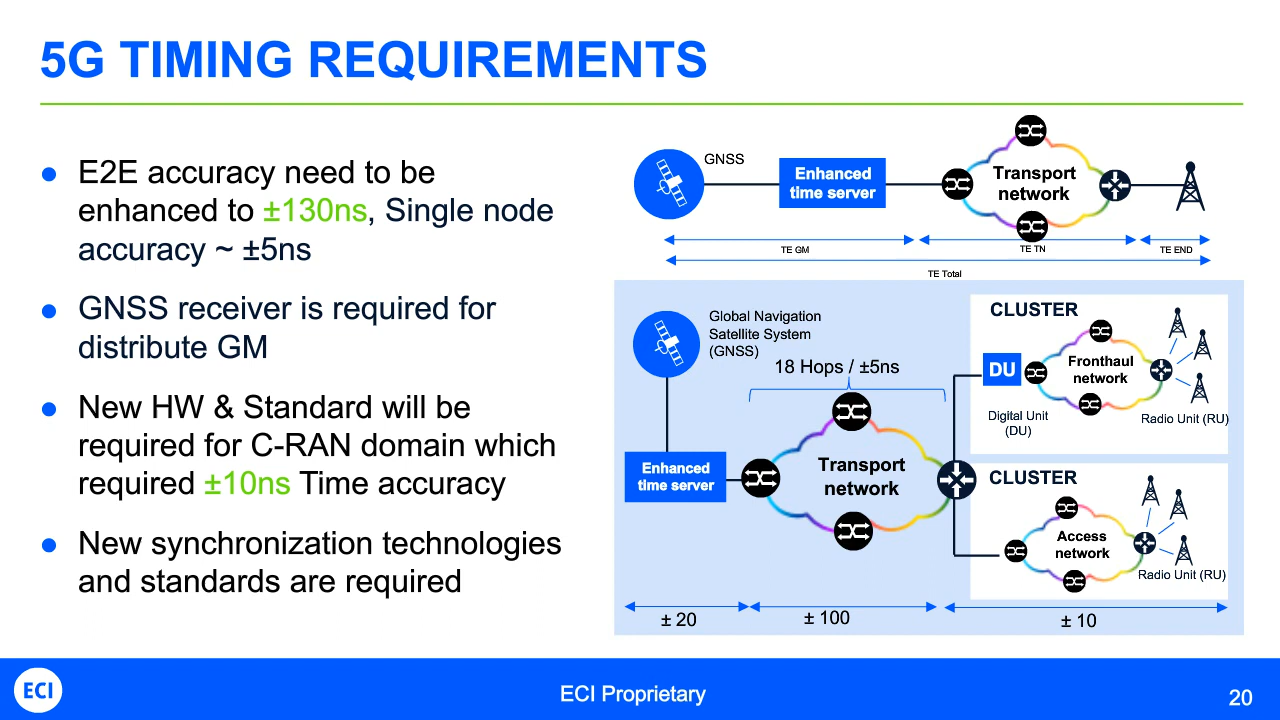 5G TIMING REQUIREMENTS
E2E accuracy need to be
enhanced to ±130ns, Single node
accuracy ~ ±5ns
GNSS receiver is required for
distribute GM
New HW & Standard will be
required for C-RAN domain which
required ±10ns Time accuracy
New synchronization technologies
and standards are required
GNSS
Enhanced
time server
Transport
network
TE GM
TE TN
TE END
TE Total
Global Navigation
Satellite System
(GNSS)
18 Hops / ±5ns
Enhanced
time server
Transport
network
CLUSTER
DU
Fronthaul
network
Digital Unit
(DU)
Radio Unit (RU)
CLUSTER
Access
network
Radio Unit (RU)
± 20
± 100
± 10
ECI
ECI Proprietary
20